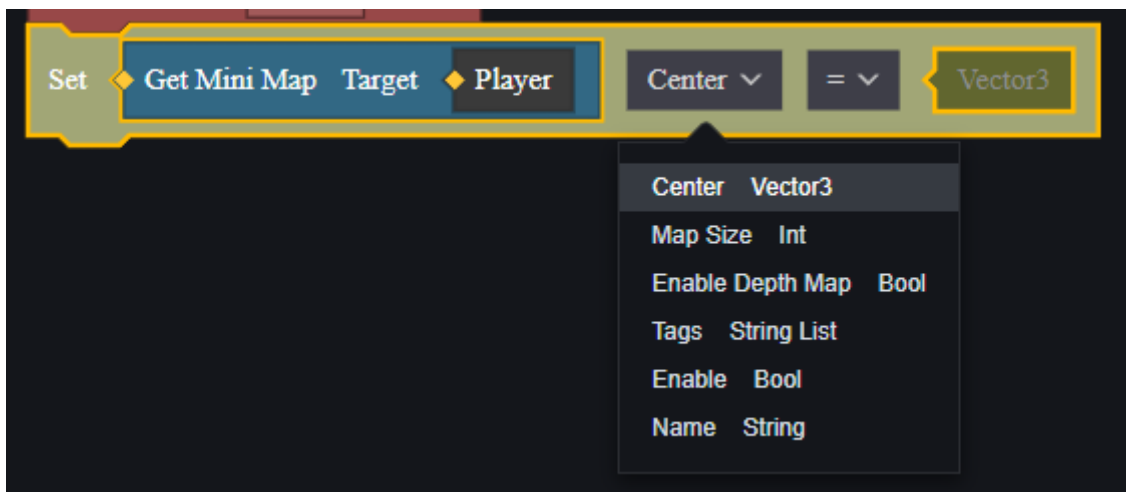 Set Get Mini Map Target Player Center = Vector3
Center Vector3
Map Size Int
Enable Depth Map Bool
Tags String List
Enable Bool
Name String